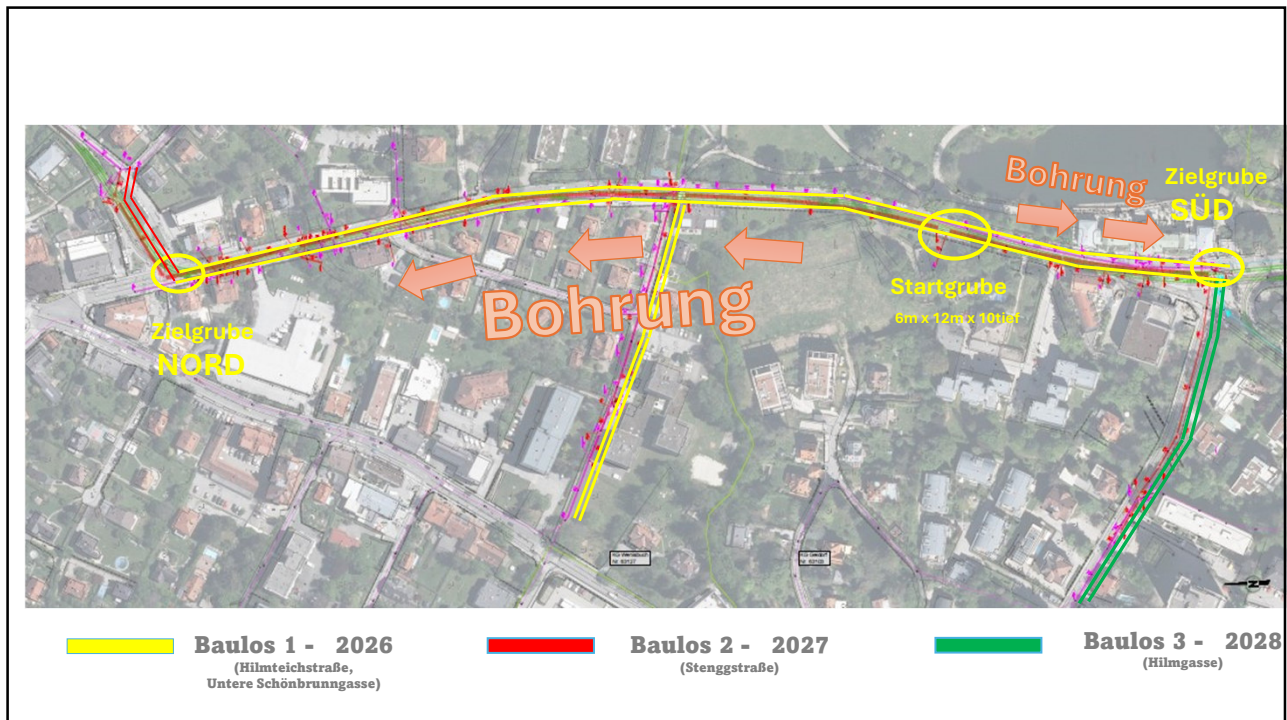 Bohrung
Zielgrube
SÜD
Startgrube
6m x 12m x 10tief
Bohrung
Zielgrube
NORD
Baulos 1 - 2026
(Hilmteichstraße,
Untere Schönbrunngasse)
Baulos 2 - 2027
(Stenggstraße)
Baulos 3 - 2028
(Hilmgasse)